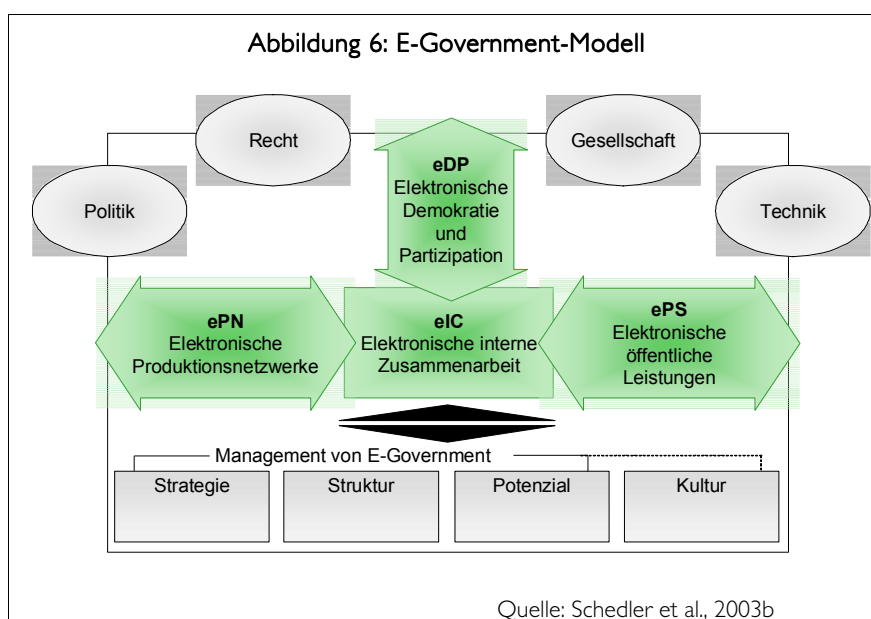 Abbildung 6: E-Government-Modell
Recht
Gesellschaft
Politik
Technik
eDP
Elektronische
Demokratie
und
Partizipation
ePN
Elektronische
Produktionsnetzwerke
eIC
Elektronische interne
Zusammenarbeit
ePS
Elektronische
öffentliche
Leistungen
Management von E-Government
Strategie
Struktur
Potenzial
Kultur
Quelle: Schedler et al., 2003b